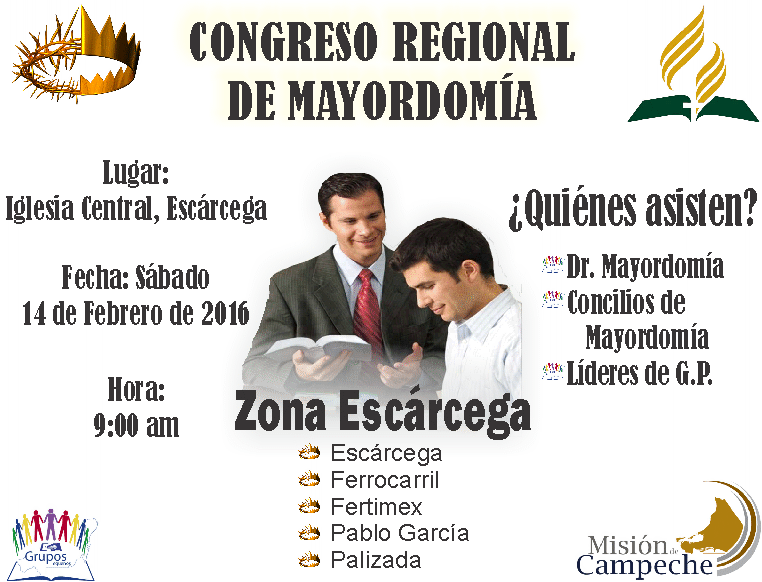 CONGRESO REGIONAL
DE MAYORDOMÍA
Lugar:
Iglesia Central, Escárcega
Fecha: Sábado
14 de Febrero de 2016
Hora:
9:00 am
¿Quiénes asisten?
Dr. Mayordomía
Concilios de
Mayordomía
Líderes de G.P.
Zona Escárcega
Escárcega
Ferrocarril
Fertimex
Pablo García
Palizada
Grupos
pequeños
Misión de
Campeche